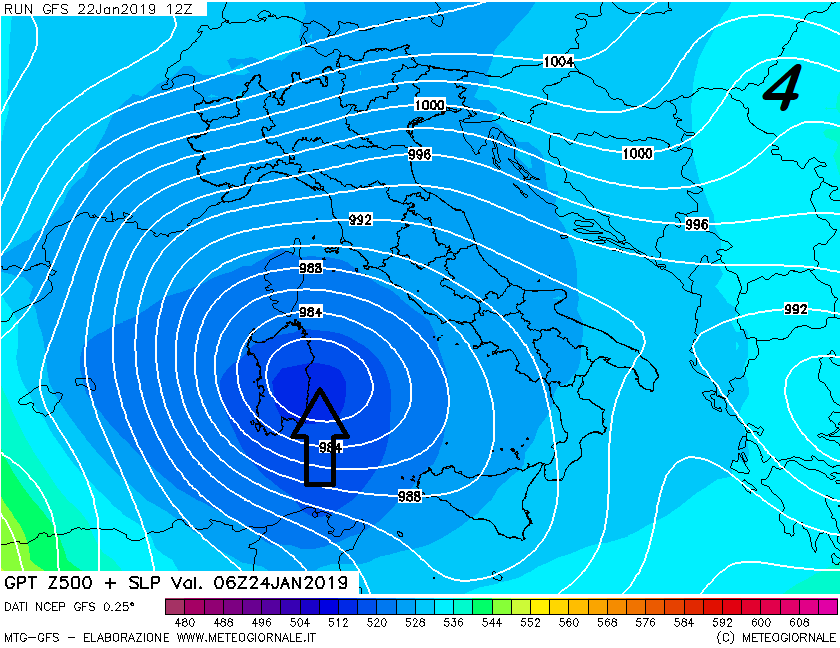 RUN GFS 22Jan2019 12Z
4
1004
1000
996
1000
992
996
988
984
992
984
988
GPT Z500 + SLP Val. 06Z24JAN2019
DATI NCEP GFS 0.25°
480 488 496 504 512 520 528 536 544 552 560 568 576 584 592 600 608
MTG-GFS - ELABORAZIONE WWW.METEOGIORNALE.IT (C) METEOGIORNALE